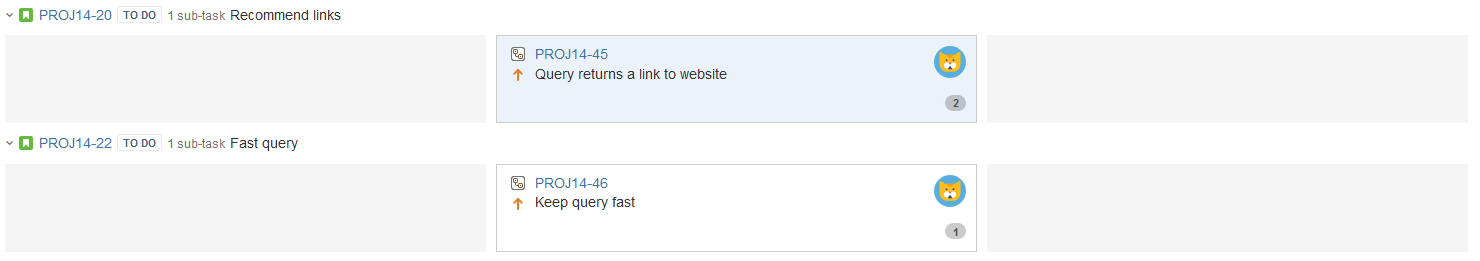 PROJ14-20 TO DO 1 sub-task Recommend links
PROJ14-45
Query returns a link to website
2
PROJ14-22 TO DO 1 sub-task Fast query
PROJ14-46
Keep query fast
1